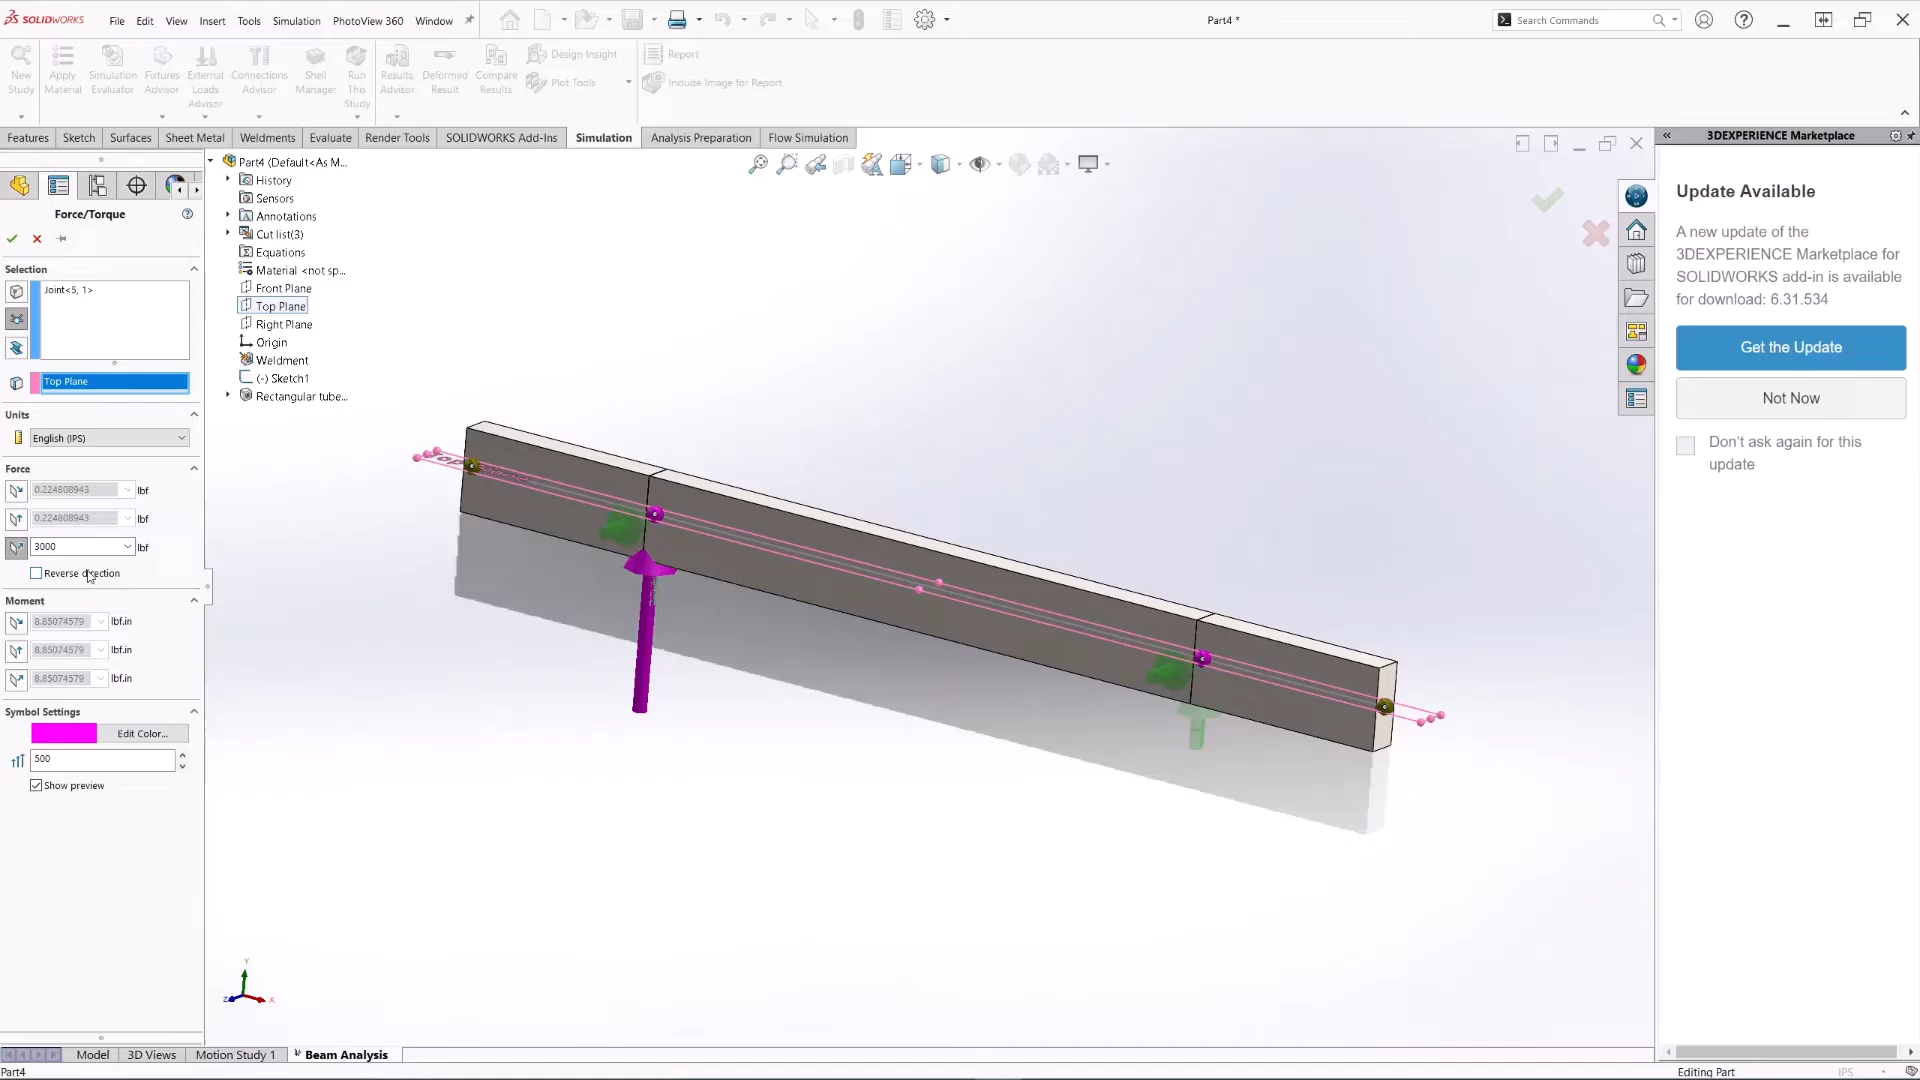 SOLIDWORKS File Edit View Insert Tools Simulation PhotoView 360 Window
Part4 *
Search Commands
New Study
Apply Material
Simulation Evaluator
Fixtures Advisor
External Loads Advisor
Connections Advisor
Shell Manager
Run This Study
Results Advisor
Deformed Result
Compare Results
Design Insight
Plot Tools
Report
Include Image for Report
Features Sketch Surfaces Sheet Metal Weldments Evaluate Render Tools SOLIDWORKS Add-Ins Simulation Analysis Preparation Flow Simulation
Force/Torque
Selection
Joint<5, 1>
Top Plane
Units
English (IPS)
Force
0.224808943 lbf
0.224808943 lbf
3000 lbf
Reverse direction
Moment
8.85074579 lbf.in
8.85074579 lbf.in
8.85074579 lbf.in
Symbol Settings
Edit Color...
500
Show preview
Part4 (Default<As M...
History
Sensors
Annotations
Cut list(3)
Equations
Material <not sp...
Front Plane
Top Plane
Right Plane
Origin
Weldment
(-) Sketch1
Rectangular tube...
Y
Z
X
3DEXPERIENCE Marketplace
Update Available
A new update of the
3DEXPERIENCE Marketplace for
SOLIDWORKS add-in is available
for download: 6.31.534
Get the Update
Not Now
Don't ask again for this
update
Model 3D Views Motion Study 1 Beam Analysis
Part4
Editing Part
IPS